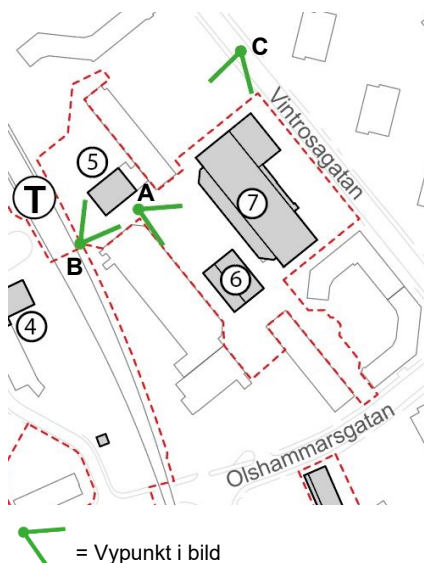 C
Vintrosagatan
5
A
T
7
B
6
4
Olshammarsgatan
= Vypunkt i bild